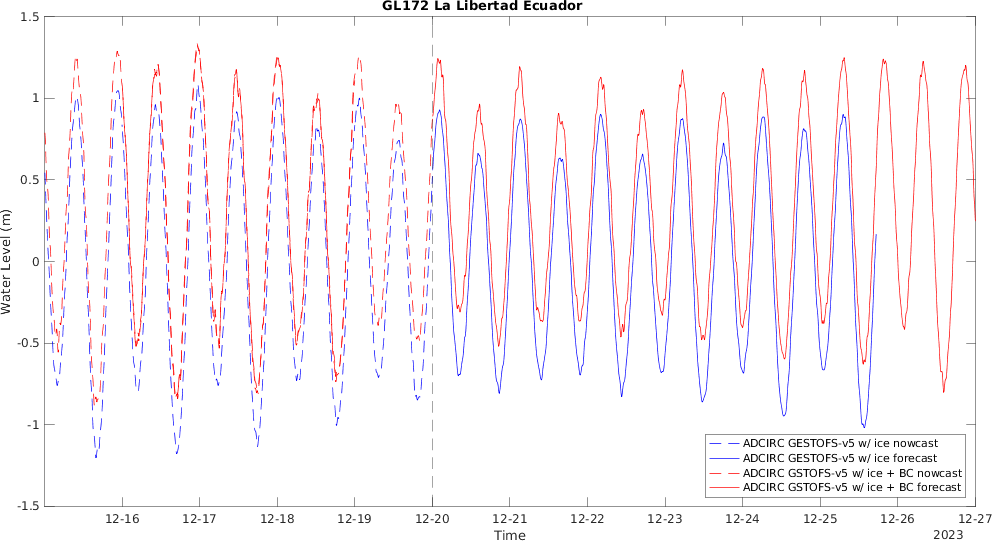 GL172 La Libertad Ecuador
1.5
1
0.5
0
-0.5
-1
-1.5
Water Level (m)
ADCIRC GESTOFS-v5 w/ ice nowcast
ADCIRC GESTOFS-v5 w/ ice forecast
ADCIRC GSTOFS-v5 w/ ice + BC nowcast
ADCIRC GSTOFS-v5 w/ ice + BC forecast
12-16 12-17 12-18 12-19 12-20 12-21 12-22 12-23 12-24 12-25 12-26 12-27
Time
2023